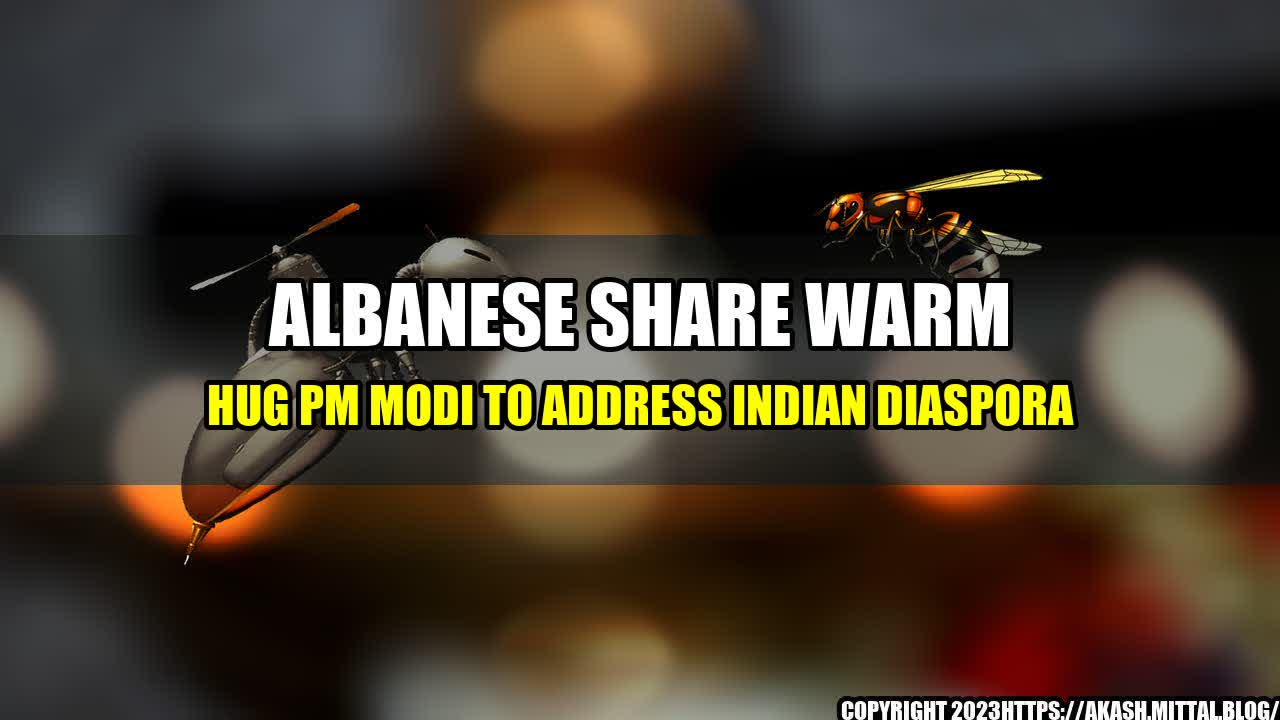 ALBANESE SHARE WARM
HUG PM MODI TO ADDRESS INDIAN DIASPORA
COPYRIGHT 2023HTTPS://AKASH.MITTAL.BLOG/